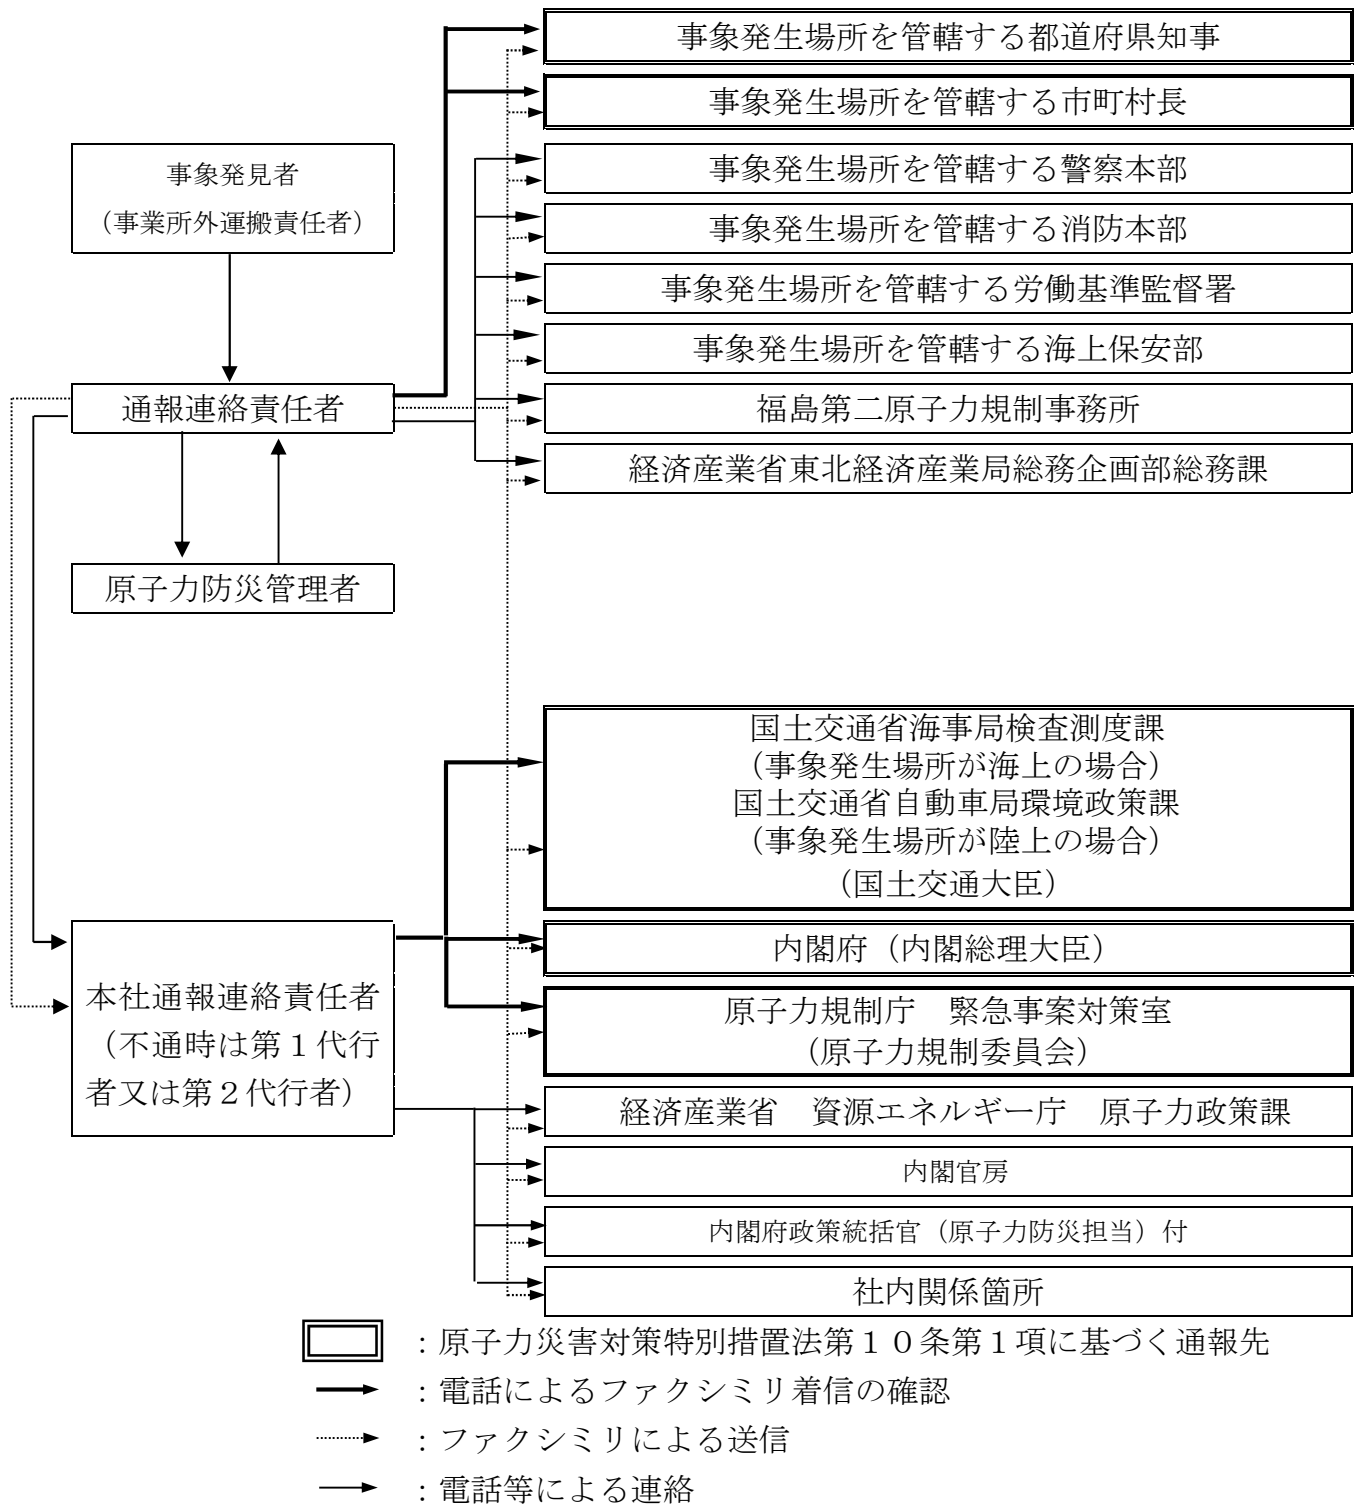 事象発生場所を管轄する都道府県知事
事象発生場所を管轄する市町村長
事象発見者
（事業所外運搬責任者）
事象発生場所を管轄する警察本部
事象発生場所を管轄する消防本部
事象発生場所を管轄する労働基準監督署
事象発生場所を管轄する海上保安部
通報連絡責任者
福島第二原子力規制事務所
経済産業省東北経済産業局総務企画部総務課
原子力防災管理者
国土交通省海事局検査測度課
（事象発生場所が海上の場合）
国土交通省自動車局環境政策課
（事象発生場所が陸上の場合）
（国土交通大臣）
内閣府（内閣総理大臣）
本社通報連絡責任者
（不通時は第１代行
者又は第２代行者）
原子力規制庁　緊急事案対策室
（原子力規制委員会）
経済産業省　資源エネルギー庁　原子力政策課
内閣官房
内閣府政策統括官（原子力防災担当）付
社内関係箇所
：原子力災害対策特別措置法第１０条第１項に基づく通報先
：電話によるファクシミリ着信の確認
：ファクシミリによる送信
：電話等による連絡